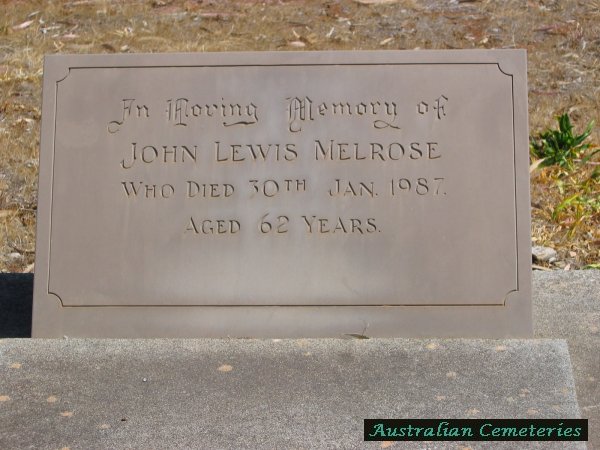 In Loving Memory of
John Lewis Melrose
Who Died 30th Jan. 1987.
Aged 62 Years.
Australian Cemeteries